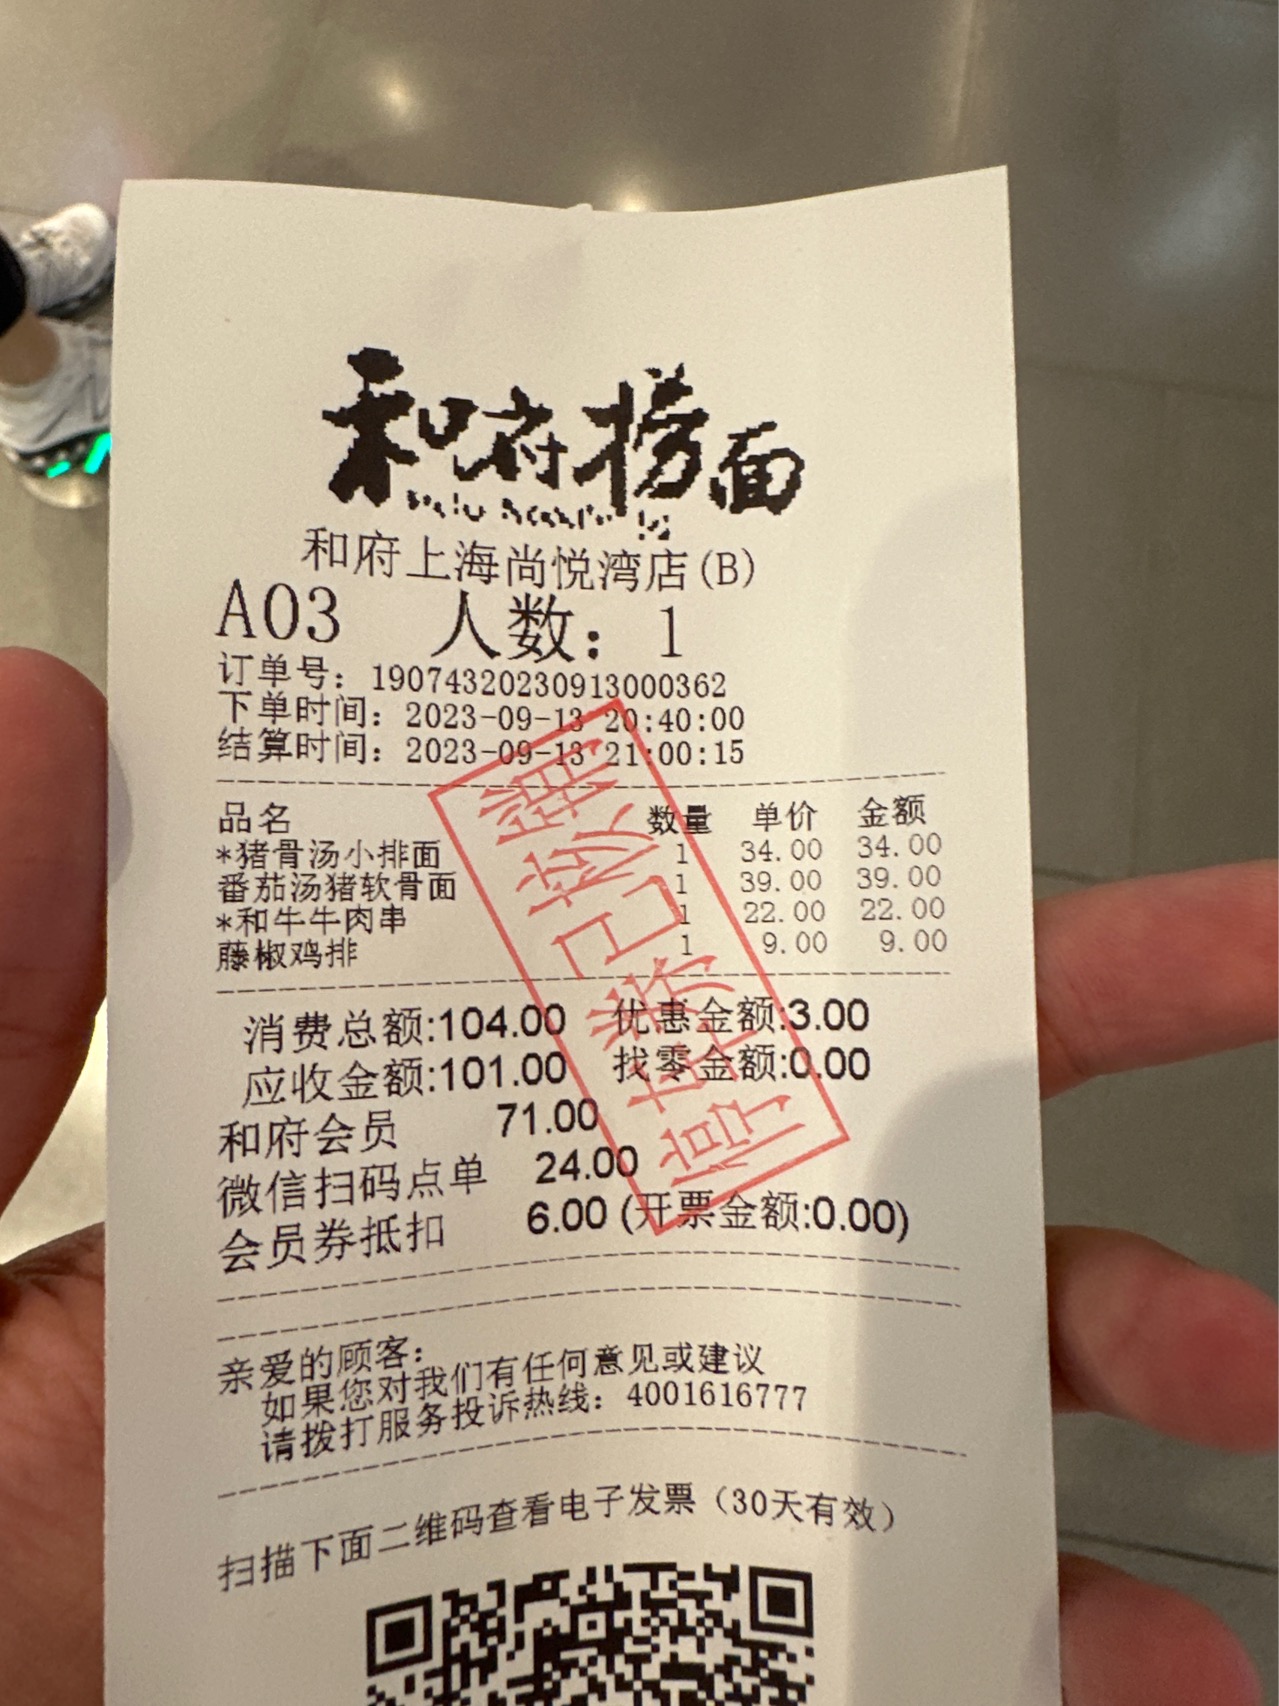 和府捞面
和府上海尚悦湾店(B)
A03 人数：1
订单号：19074320230913000362
下单时间：2023-09-13 20:40:00
结算时间：2023-09-13 21:00:15
品名 数量 单价 金额
*猪骨汤小排面 1 34.00 34.00
番茄汤猪软骨面 1 39.00 39.00
*和牛牛肉串 1 22.00 22.00
藤椒鸡排 1 9.00 9.00
消费总额:104.00 优惠金额:3.00
应收金额:101.00 找零金额:0.00
和府会员 71.00
微信扫码点单 24.00
会员券抵扣 6.00 (开票金额:0.00)
亲爱的顾客：
如果您对我们有任何意见或建议
请拨打服务投诉热线：4001616777
扫描下面二维码查看电子发票（30天有效）